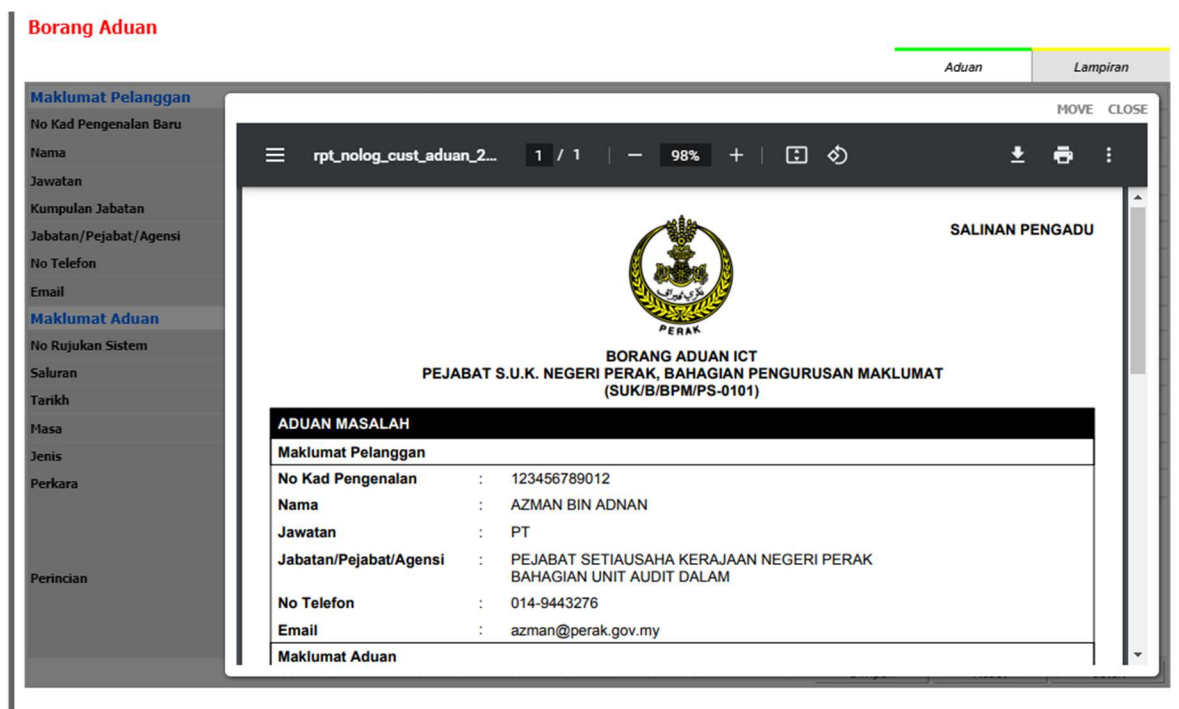 Borang Aduan
Aduan
Lampiran
Maklumat Pelanggan
No Kad Pengenalan Baru
Nama
Jawatan
Kumpulan Jabatan
Jabatan/Pejabat/Agensi
No Telefon
Email
Maklumat Aduan
No Rujukan Sistem
Saluran
Tarikh
Masa
Jenis
Perkara
Perincian
MOVE CLOSE
rpt_nolog_cust_aduan_2... 1 / 1 98%
SALINAN PENGADU
PERAK
BORANG ADUAN ICT
PEJABAT S.U.K. NEGERI PERAK, BAHAGIAN PENGURUSAN MAKLUMAT
(SUK/B/BPM/PS-0101)
ADUAN MASALAH
Maklumat Pelanggan
No Kad Pengenalan : 123456789012
Nama : AZMAN BIN ADNAN
Jawatan : PT
Jabatan/Pejabat/Agensi : PEJABAT SETIAUSAHA KERAJAAN NEGERI PERAK
BAHAGIAN UNIT AUDIT DALAM
No Telefon : 014-9443276
Email : azman@perak.gov.my
Maklumat Aduan